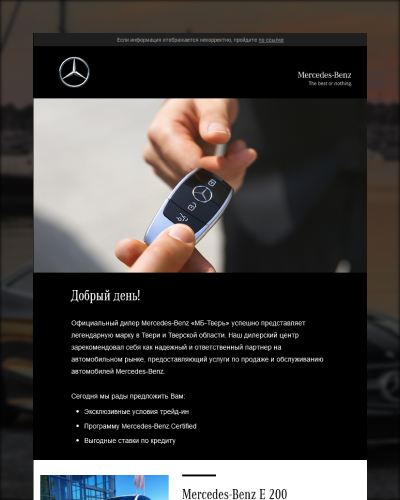 Если информация отображается некорректно, пройдите по ссылке
Mercedes-Benz
The best or nothing.
Добрый день!
Официальный дилер Mercedes-Benz «МБ-Тверь» успешно представляет
легендарную марку в Твери и Тверской области. Наш дилерский центр
зарекомендовал себя как надежный и ответственный партнер на
автомобильном рынке, предоставляющий услуги по продаже и обслуживанию
автомобилей Mercedes-Benz.
Сегодня мы рады предложить Вам:
• Эксклюзивные условия трейд-ин
• Программу Mercedes-Benz Certified
• Выгодные ставки по кредиту
Mercedes-Benz E 200